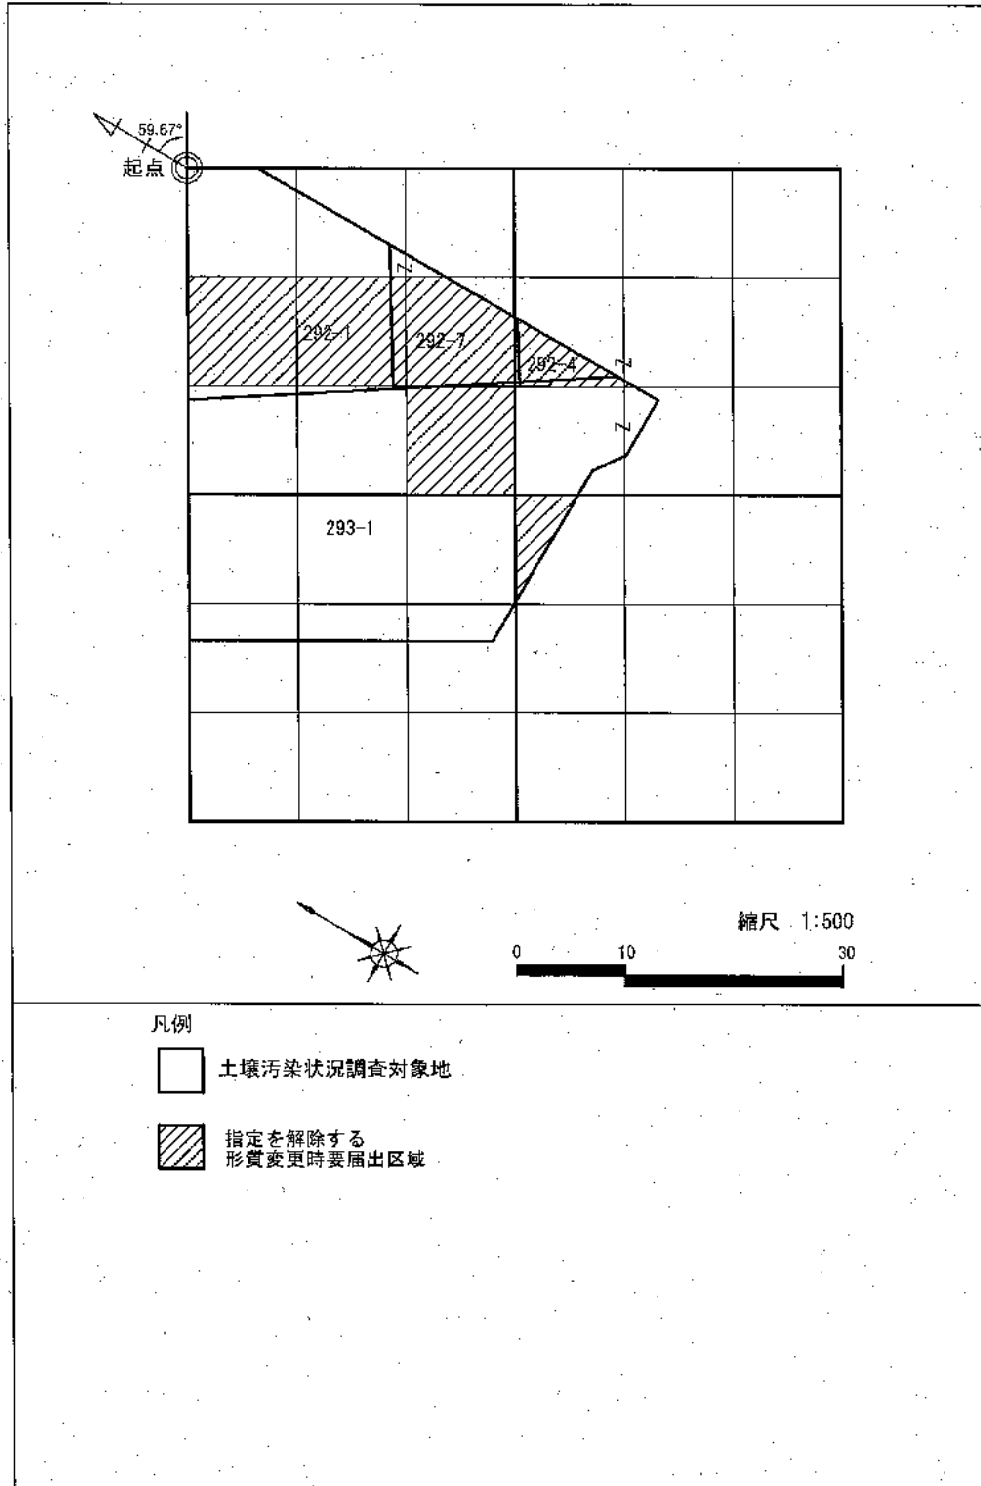 59.67°
起点
292-1
292-7
292-4
Z
Z
Z
293-1
縮尺 1:500
0 10 30
凡例
土壌汚染状況調査対象地
指定を解除する
形質変更時要届出区域